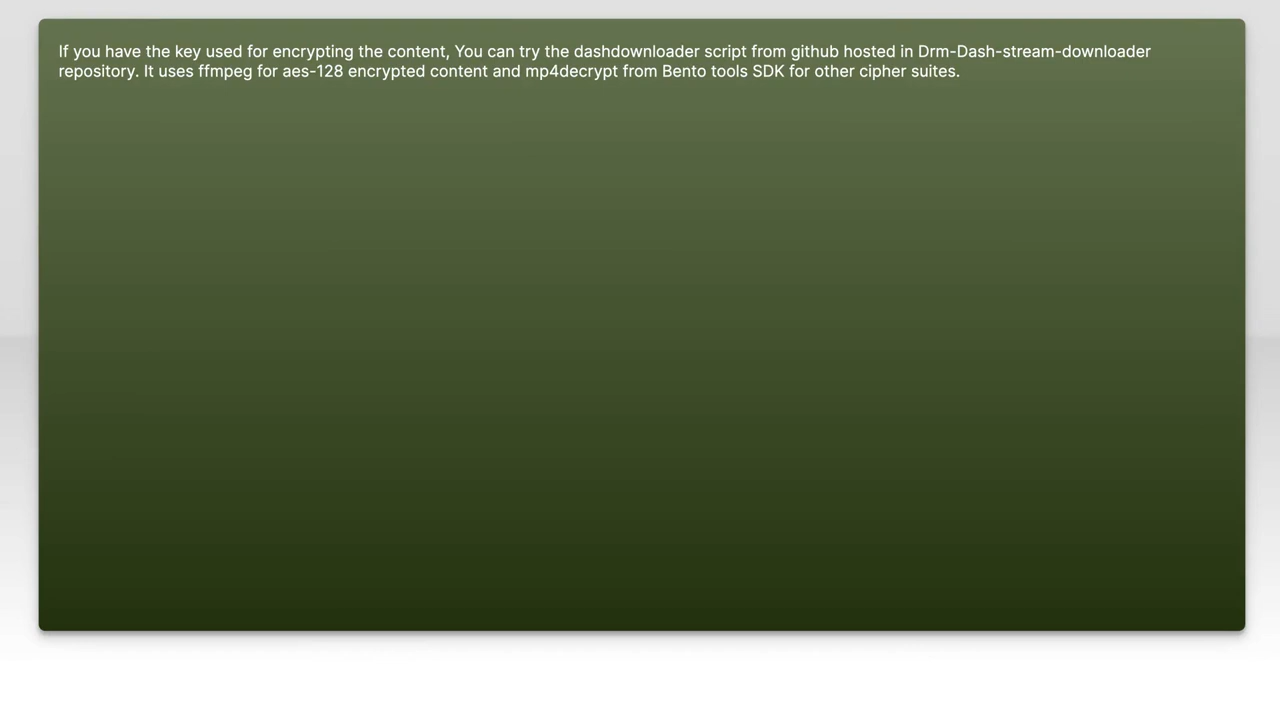 If you have the key used for encrypting the content, You can try the dashdownloader script from github hosted in Drm-Dash-stream-downloader
repository. It uses ffmpeg for aes-128 encrypted content and mp4decrypt from Bento tools SDK for other cipher suites.